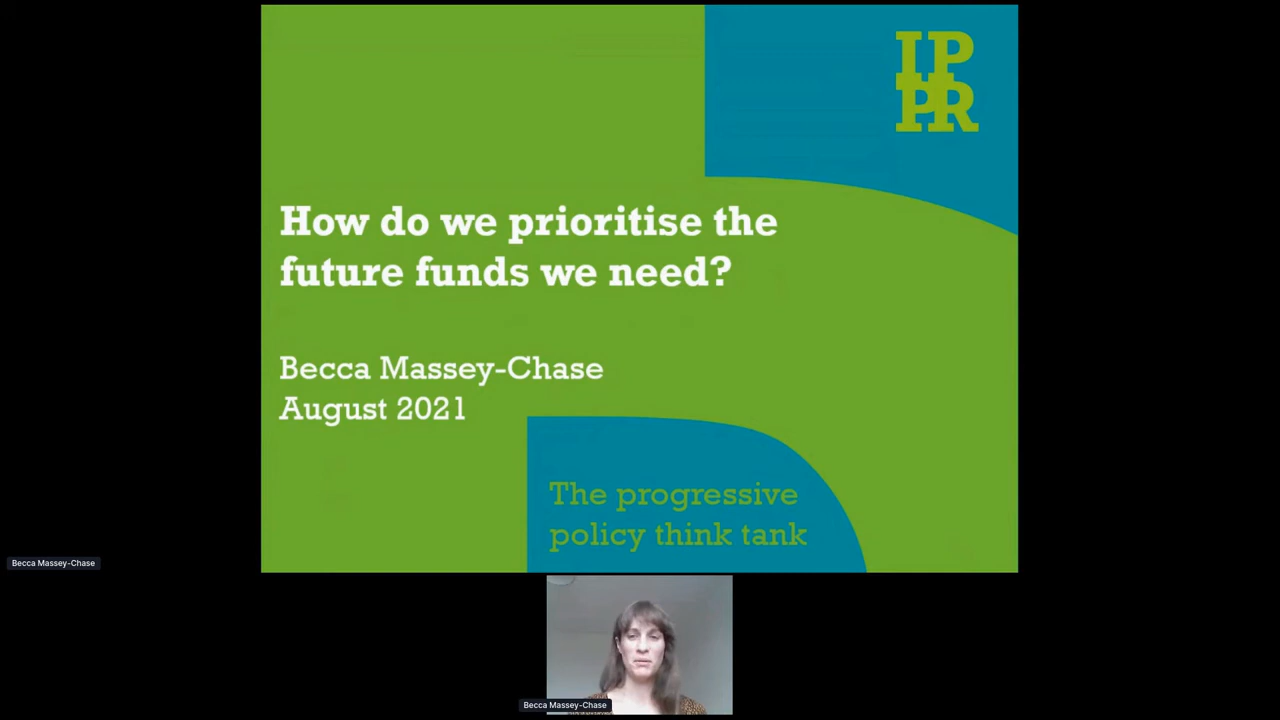 IP
PR
How do we prioritise the
future funds we need?
Becca Massey-Chase
August 2021
The progressive
policy think tank
Becca Massey-Chase
Becca Massey-Chase